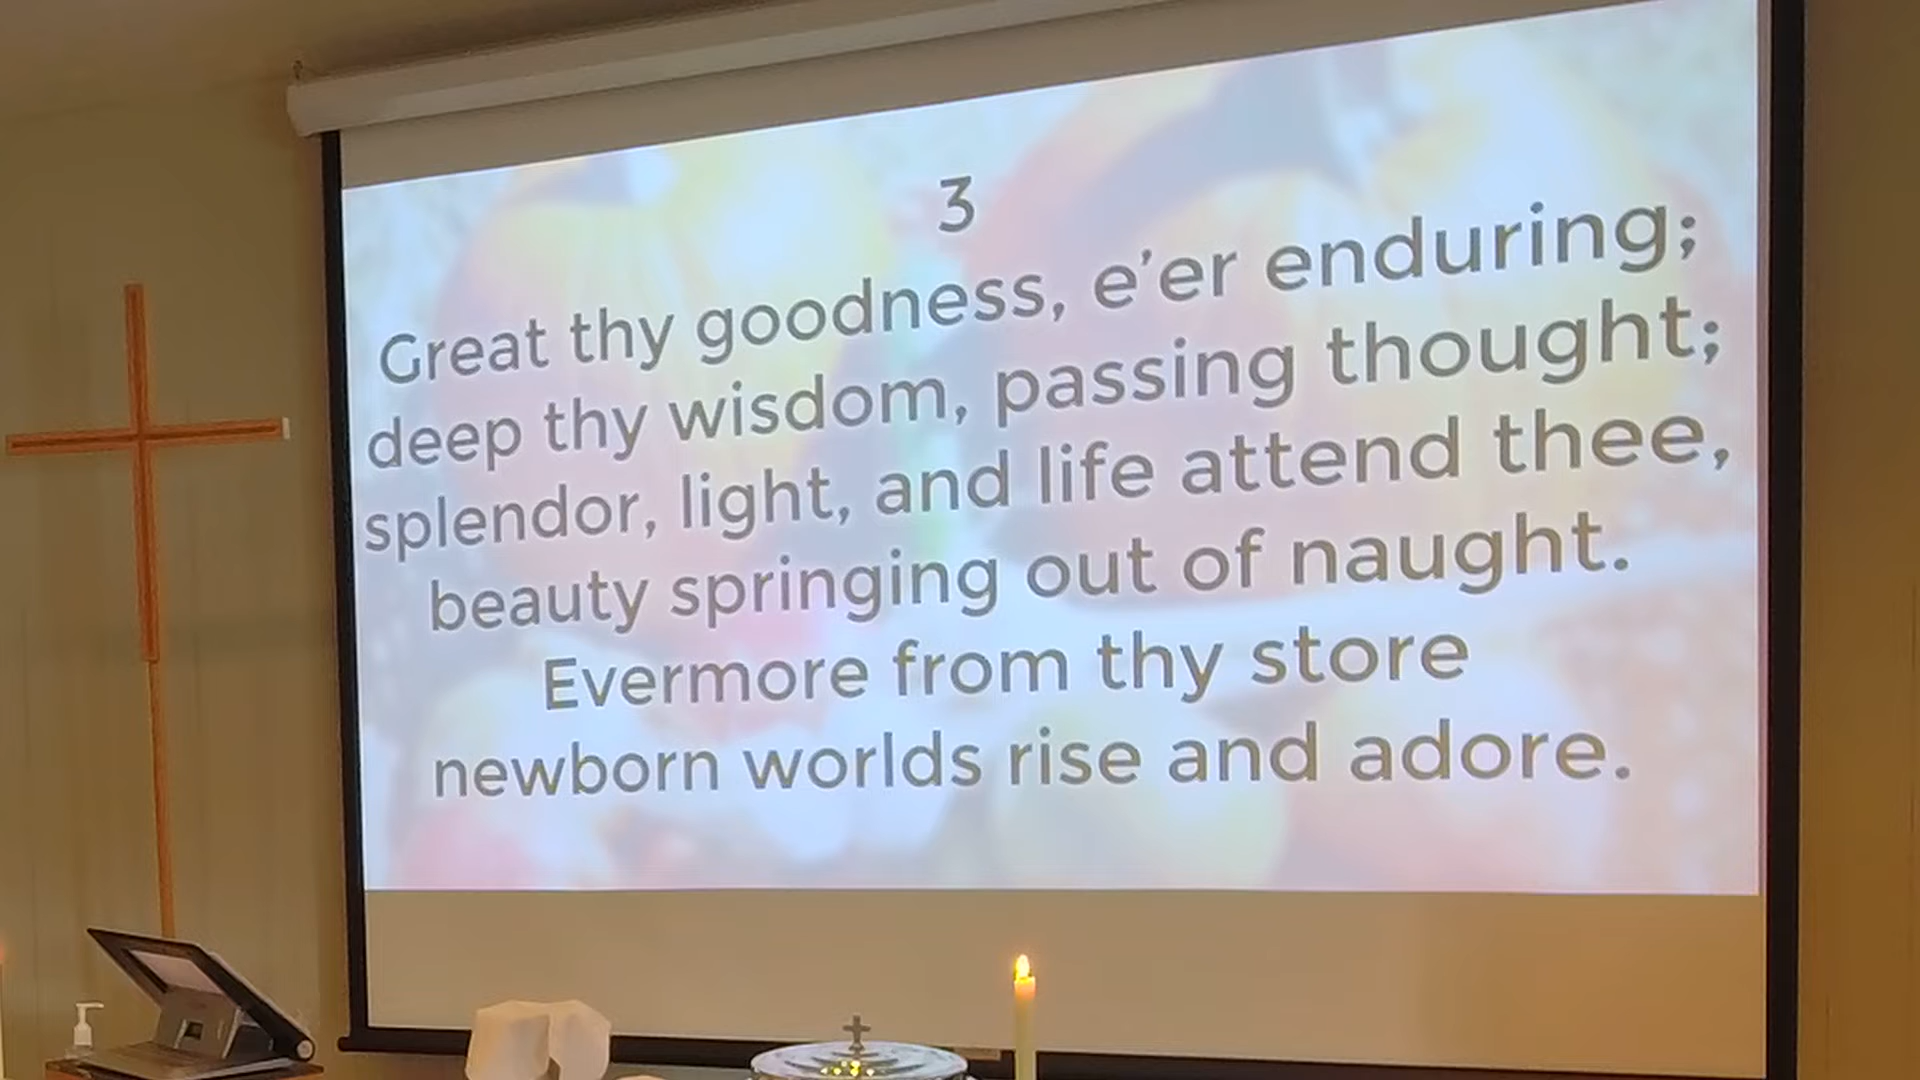 3
Great thy goodness, e'er enduring;
deep thy wisdom, passing thought;
splendor, light, and life attend thee,
beauty springing out of naught.
Evermore from thy store
newborn worlds rise and adore.